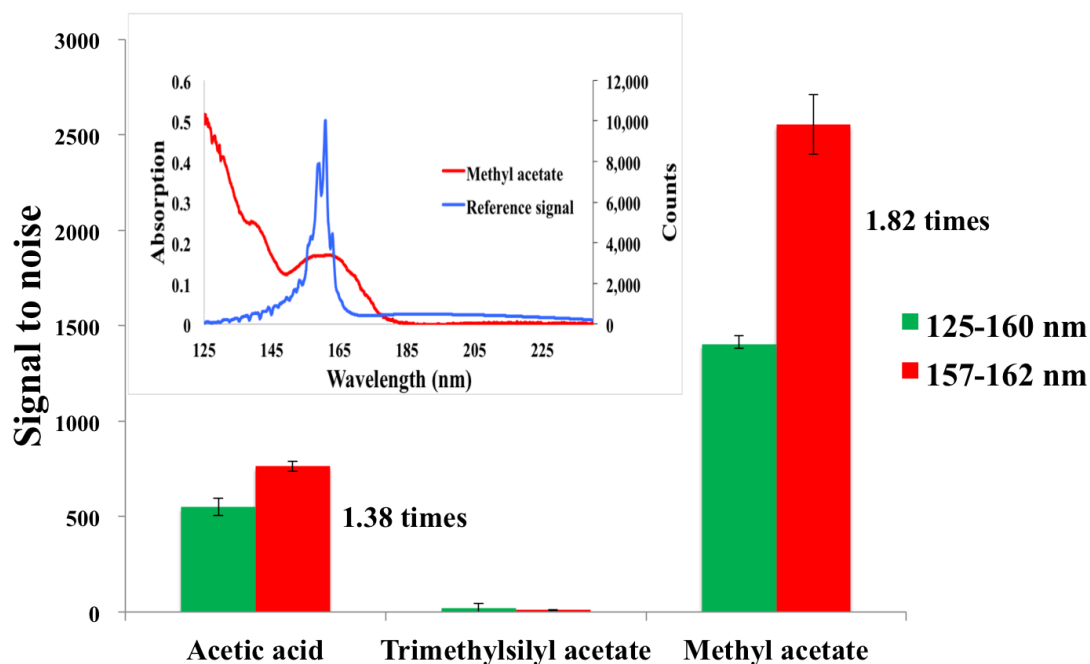 Signal to noise
3000
2500
2000
1500
1000
500
0
Absorption
0.6
0.5
0.4
0.3
0.2
0.1
0
12,000
10,000
8,000
6,000
4,000
2,000
0
Counts
Methyl acetate
Reference signal
125 145 165 185 205 225
Wavelength (nm)
1.82 times
125-160 nm
157-162 nm
1.38 times
Acetic acid Trimethylsilyl acetate Methyl acetate